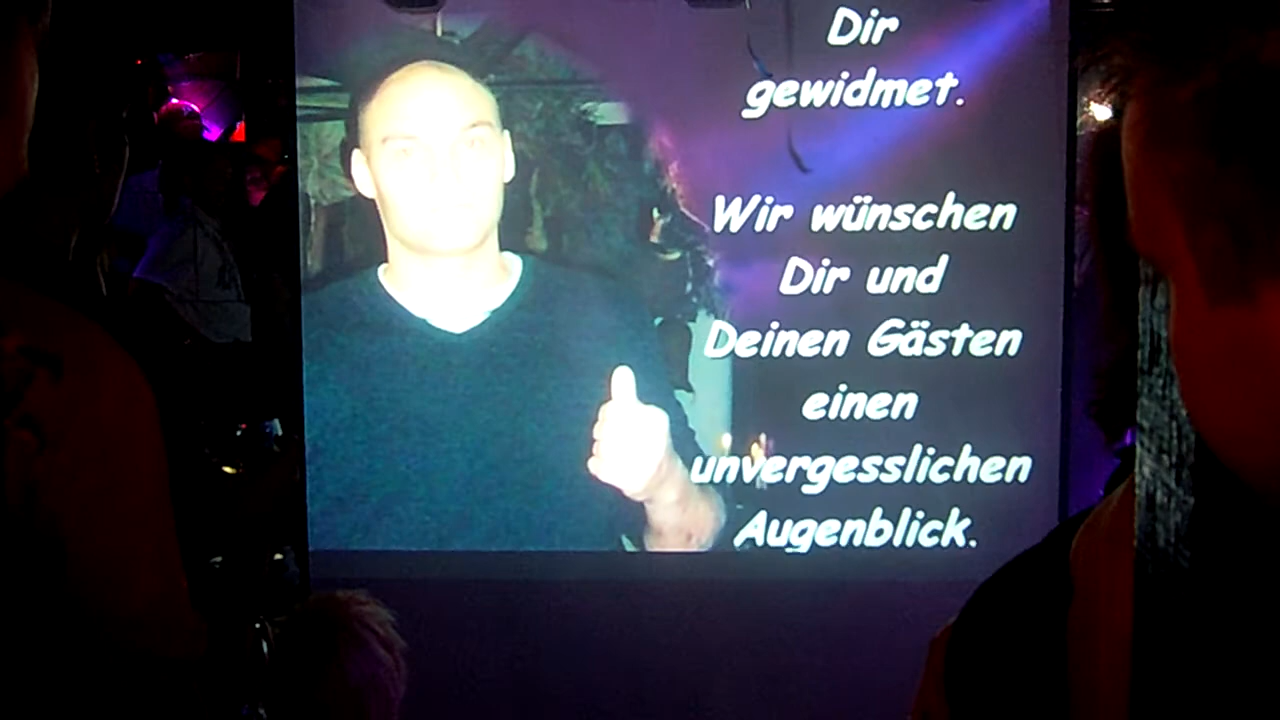 Dir
gewidmet.
Wir wünschen
Dir und
Deinen Gästen
einen
unvergesslichen
Augenblick.